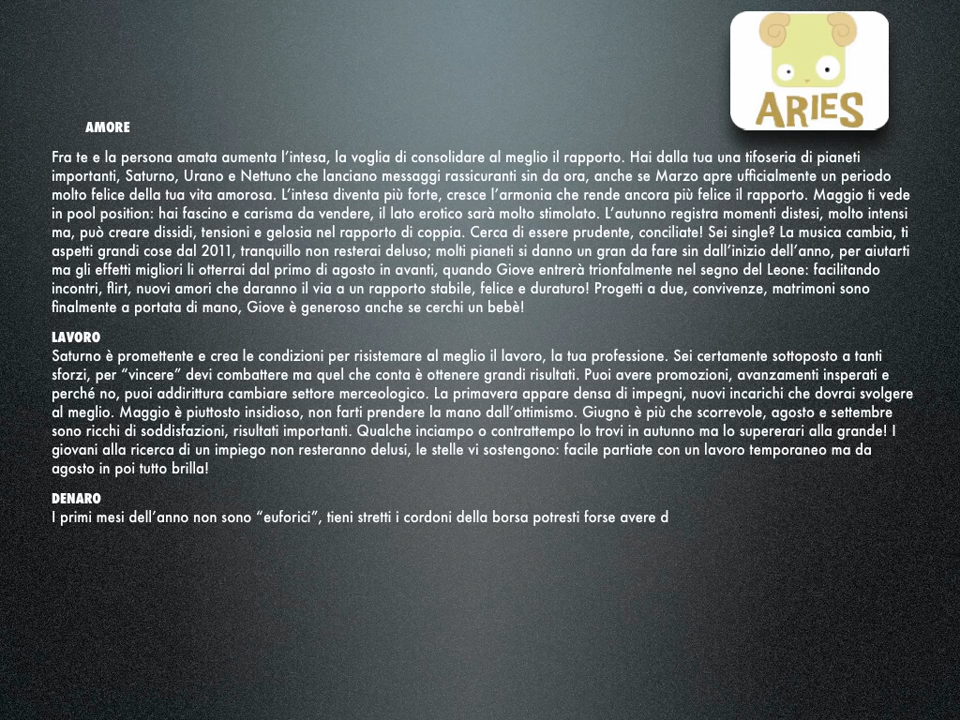 ARIES
AMORE
Fra te e la persona amata aumenta l’intesa, la voglia di consolidare al meglio il rapporto. Hai dalla tua una tifoseria di pianeti
importanti, Saturno, Urano e Nettuno che lanciano messaggi rassicuranti sin da ora, anche se Marzo apre ufficialmente un periodo
molto felice della tua vita amorosa. L’intesa diventa più forte, cresce l’armonia che rende ancora più felice il rapporto. Maggio ti vede
in pool position: hai fascino e carisma da vendere, il lato erotico sarà molto stimolato. L’autunno registra momenti distesi, molto intensi
ma, può creare dissidi, tensioni e gelosia nel rapporto di coppia. Cerca di essere prudente, conciliate! Sei single? La musica cambia, ti
aspetti grandi cose dal 2011, tranquillo non resterai deluso; molti pianeti si danno un gran da fare sin dall’inizio dell’anno, per aiutarti
ma gli effetti migliori li otterrai dal primo di agosto in avanti, quando Giove entrerà trionfalmente nel segno del Leone: facilitando
incontri, flirt, nuovi amori che daranno il via a un rapporto stabile, felice e duraturo! Progetti a due, convivenze, matrimoni sono
finalmente a portata di mano, Giove è generoso anche se cerchi un bebè!
LAVORO
Saturno è promettente e crea le condizioni per risistemare al meglio il lavoro, la tua professione. Sei certamente sottoposto a tanti
sforzi, per “vincere” devi combattere ma quel che conta è ottenere grandi risultati. Puoi avere promozioni, avanzamenti insperati e
perché no, puoi addirittura cambiare settore merceologico. La primavera appare densa di impegni, nuovi incarichi che dovrai svolgere
al meglio. Maggio è piuttosto insidioso, non farti prendere la mano dall’ottimismo. Giugno è più che scorrevole, agosto e settembre
sono ricchi di soddisfazioni, risultati importanti. Qualche inciampo o contrattempo lo trovi in autunno ma lo supererari alla grande! I
giovani alla ricerca di un impiego non resteranno delusi, le stelle vi sostengono: facile partiate con un lavoro temporaneo ma da
agosto in poi tutto brilla!
DENARO
I primi mesi dell’anno non sono “euforici”, tieni stretti i cordoni della borsa potresti forse avere d